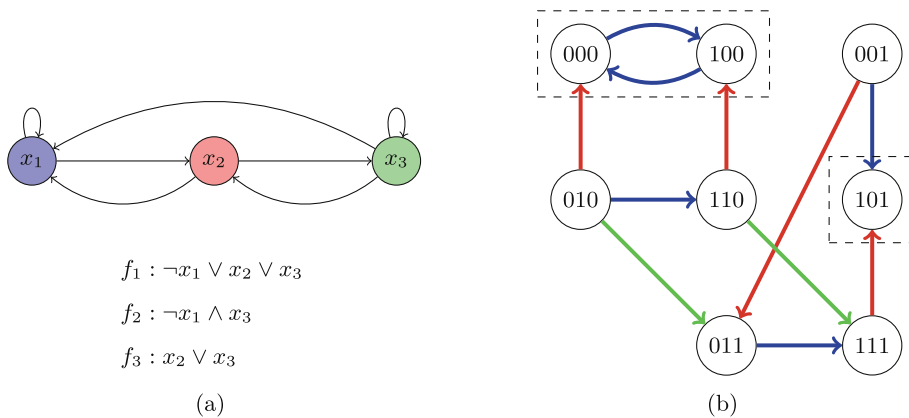 x₁
x₂
x₃
f₁ : ¬x₁ ∨ x₂ ∨ x₃
f₂ : ¬x₁ ∧ x₃
f₃ : x₂ ∨ x₃
(a)
000
100
001
010
110
101
011
111
(b)